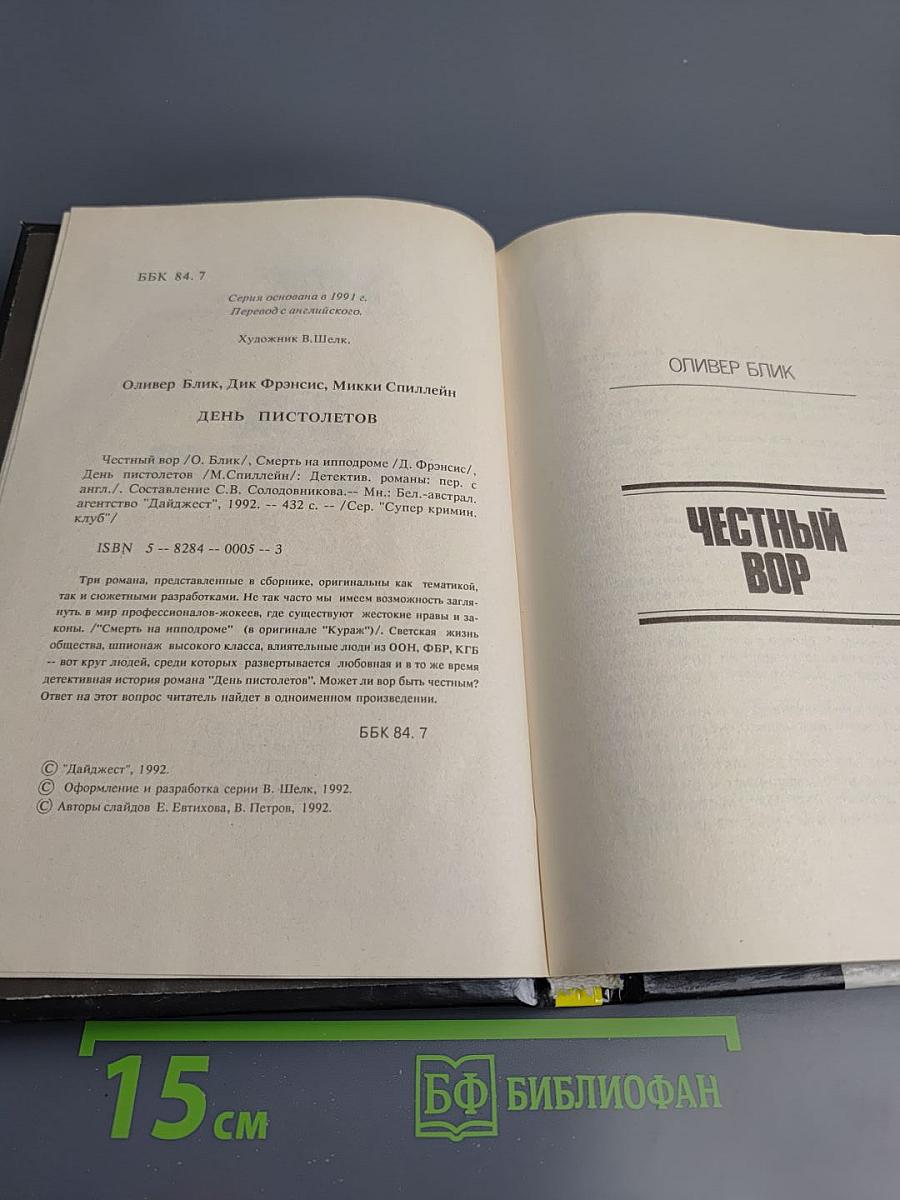 ББК 84. 7
Серия основана в 1991 г.
Перевод с английского.
Художник В.Шелк.
Оливер Блик, Дик Фрэнсис, Микки Спиллейн
ДЕНЬ ПИСТОЛЕТОВ
Честный вор /О. Блик/, Смерть на ипподроме /Д. Фрэнсис/,
День пистолетов /М.Спиллейн/: Детектив. романы: пер. с
англ./. Составление С.В. Солодовникова.-- Мн.: Бел.-австрал.
агентство "Дайджест", 1992. -- 432 с. -- /Сер. "Супер кримин.
клуб"/
ISBN 5 -- 8284 -- 0005 -- 3
Три романа, представленные в сборнике, оригинальны как тематикой,
так и сюжетными разработками. Не так часто мы имеем возможность загля-
нуть в мир профессионалов-жокеев, где существуют жестокие нравы и за-
коны. /"Смерть на ипподроме" (в оригинале "Кураж")/. Светская жизнь
общества, шпионаж высокого класса, влиятельные люди из ООН, ФБР, КГБ
-- вот круг людей, среди которых развертывается любовная и в то же время
детективная история романа "День пистолетов". Может ли вор быть честным?
Ответ на этот вопрос читатель найдет в одноименном произведении.
ББК 84. 7
© "Дайджест", 1992.
© Оформление и разработка серии В. Шелк, 1992.
© Авторы слайдов Е. Евтихова, В. Петров, 1992.
ОЛИВЕР БЛИК
ЧЕСТНЫЙ
ВОР
15 см
БФ БИБЛИОФАН